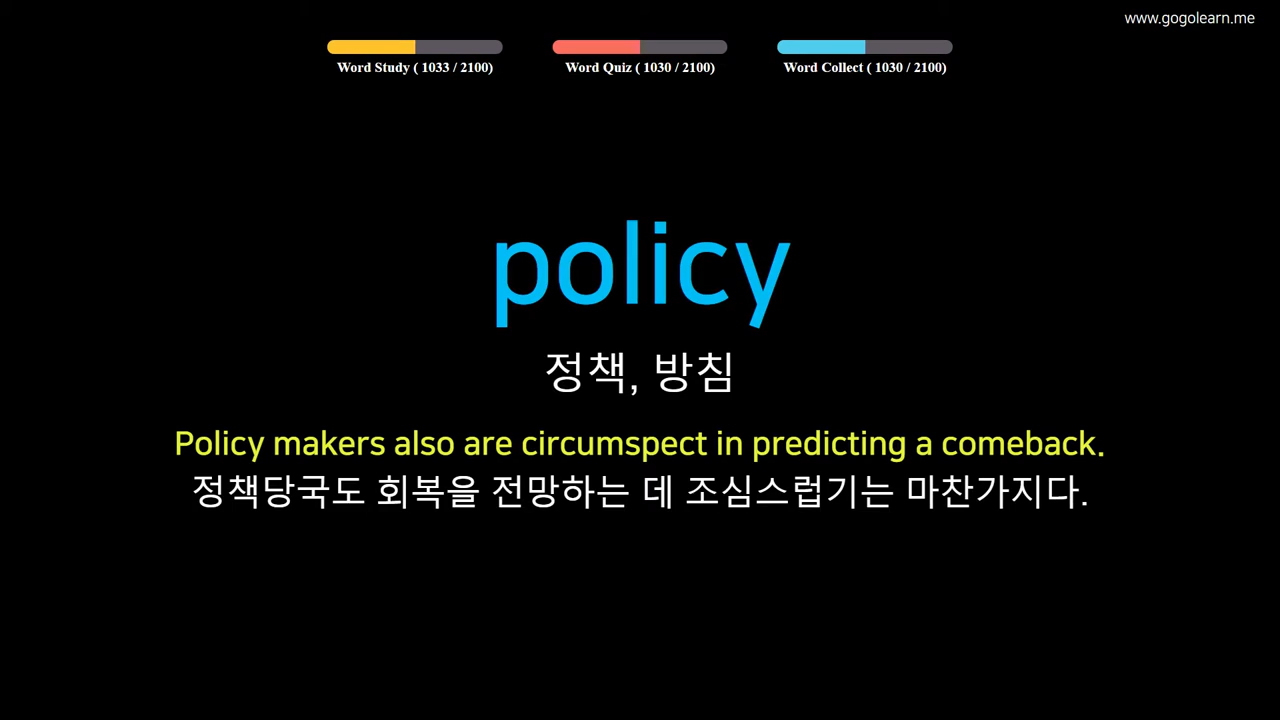 www.gogolearn.me
Word Study ( 1033 / 2100)
Word Quiz ( 1030 / 2100)
Word Collect ( 1030 / 2100)
policy
정책, 방침
Policy makers also are circumspect in predicting a comeback.
정책당국도 회복을 전망하는 데 조심스럽기는 마찬가지다.